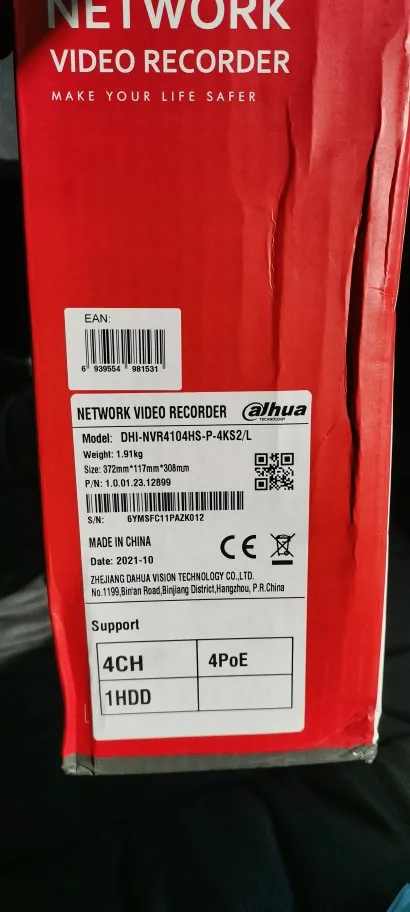 NETWORK
VIDEO RECORDER
MAKE YOUR LIFE SAFER
EAN:
6 939554 981531
NETWORK VIDEO RECORDER
alhua
TECHNOLOGY
Model: DHI-NVR4104HS-P-4KS2/L
Weight: 1.91kg
Size: 372mm*117mm*308mm
P/N: 1.0.01.23.12899
S/N: 6YMSFC11PAZK012
MADE IN CHINA
CE
Date: 2021-10
ZHEJIANG DAHUA VISION TECHNOLOGY CO.,LTD.
No.1199,Bin'an Road,Binjiang District,Hangzhou, P.R.China
Support
4CH 4PoE
1HDD